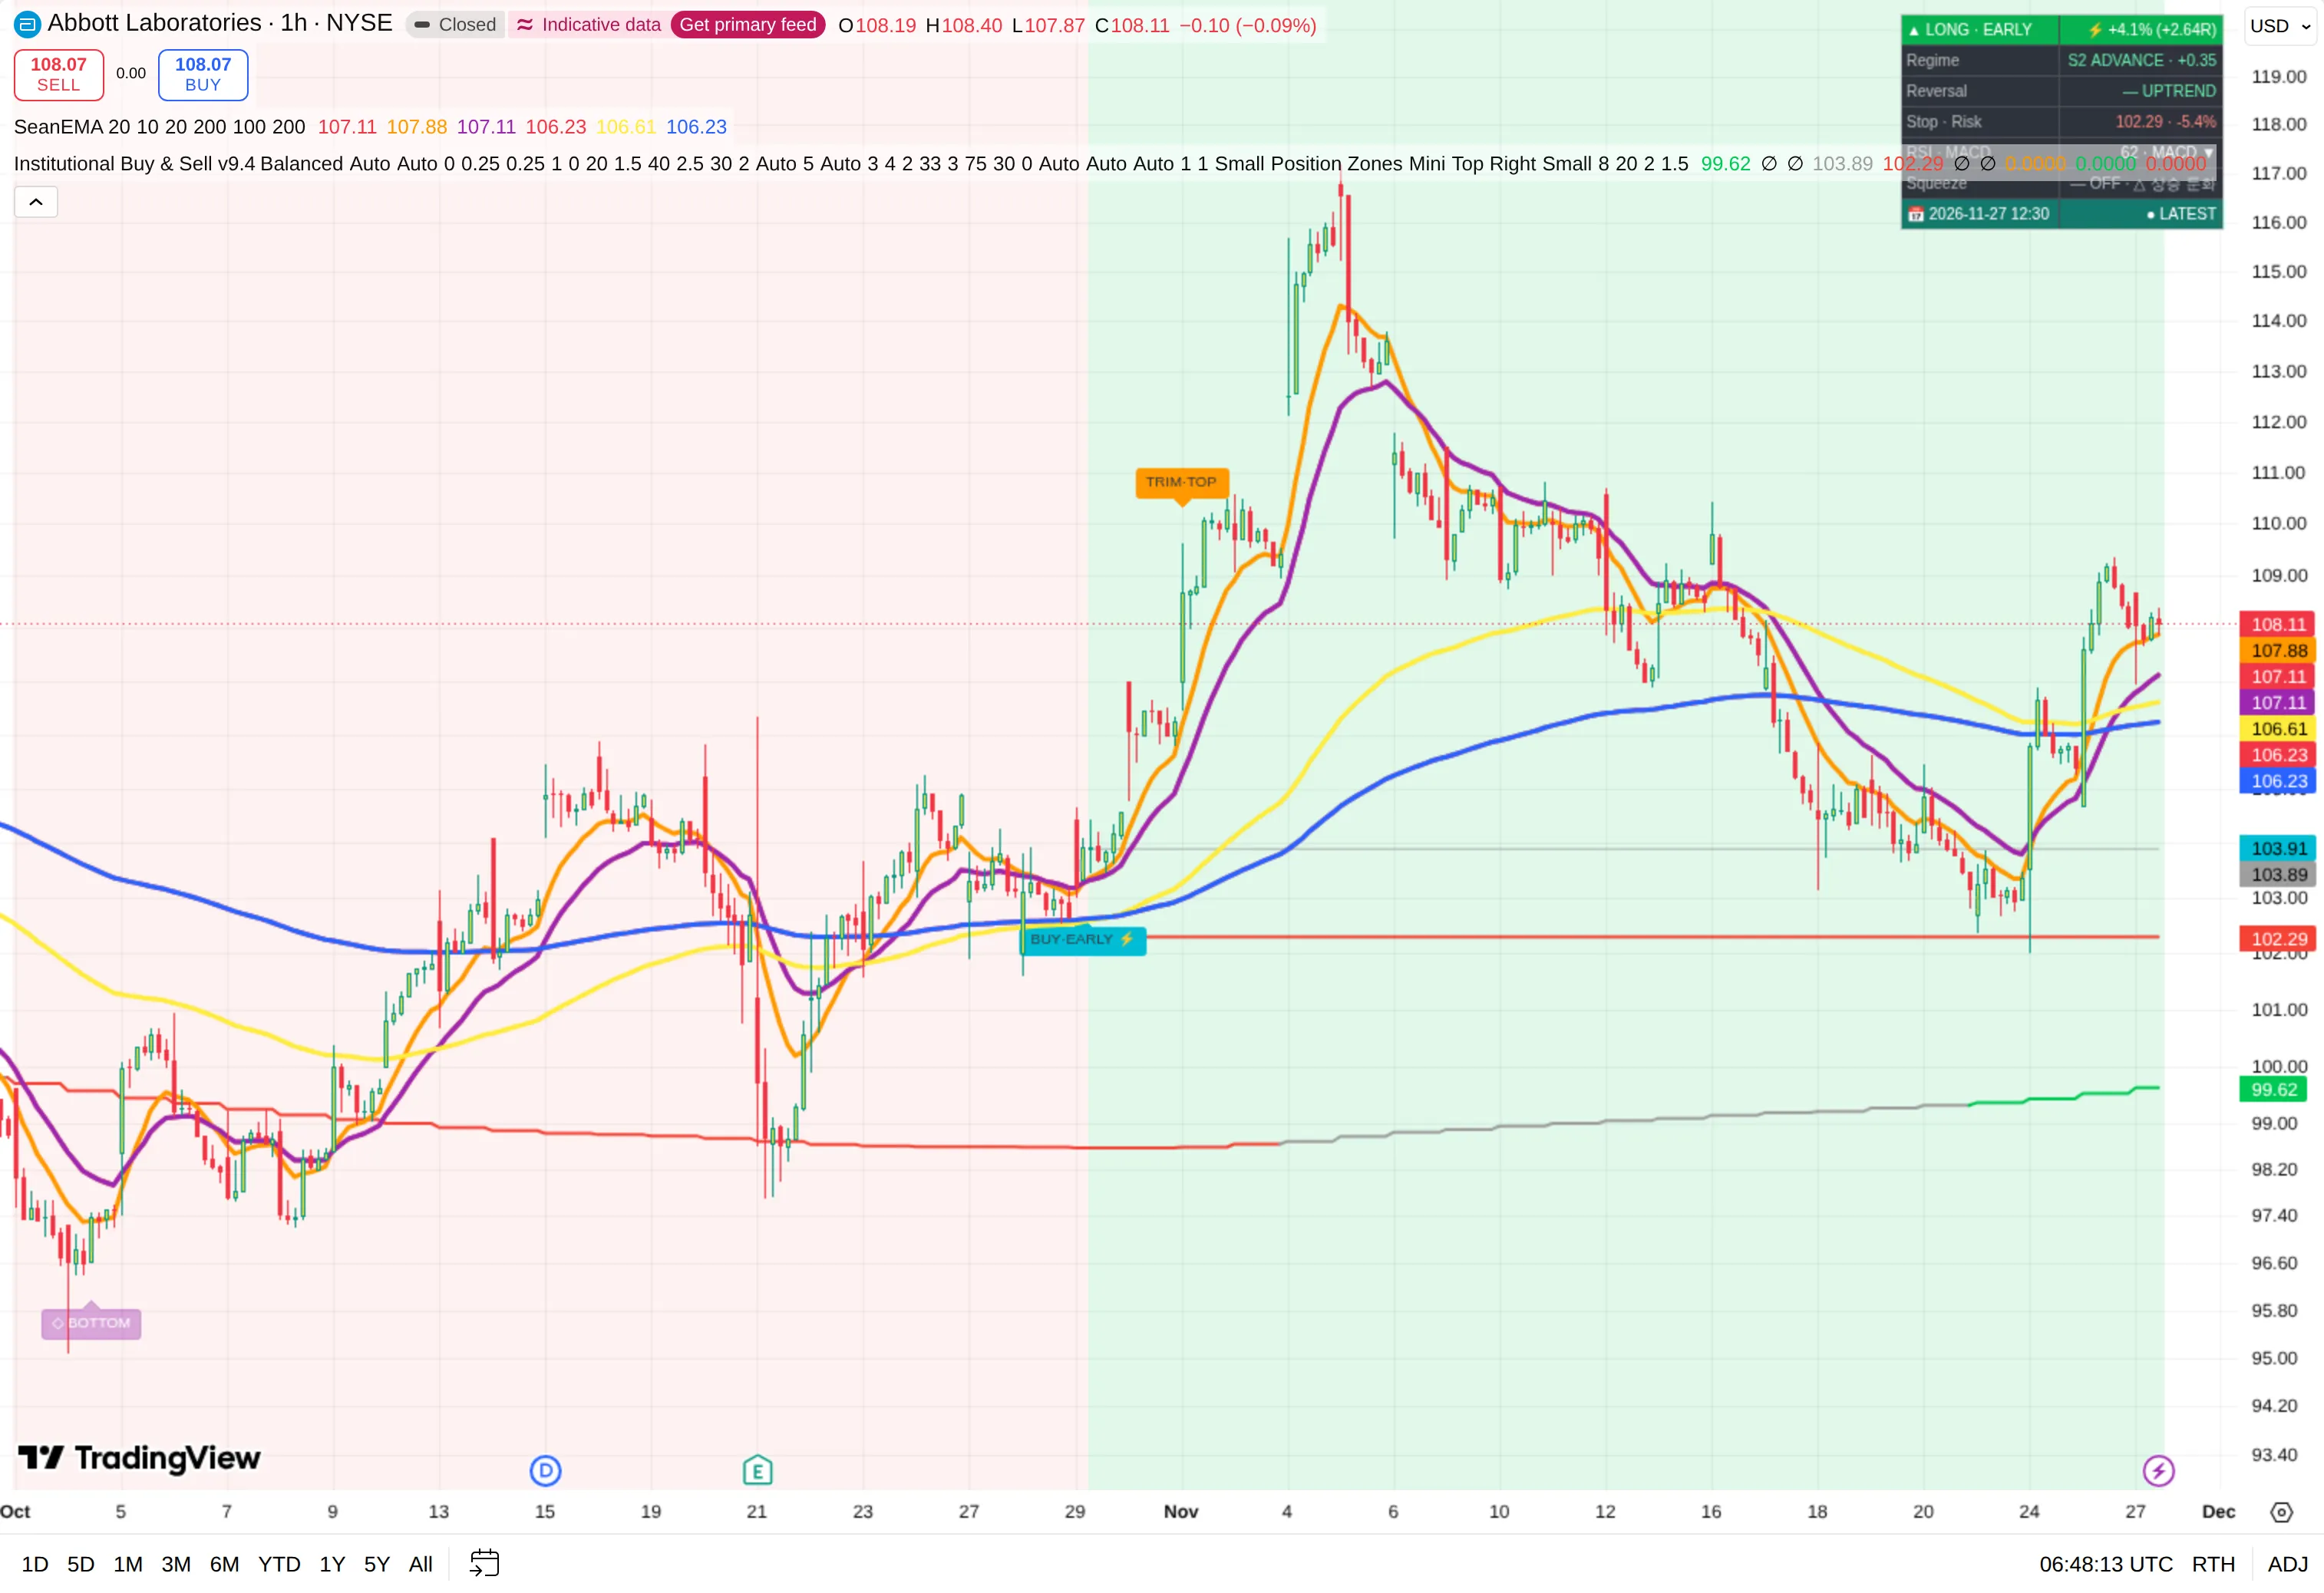 Abbott Laboratories · 1h · NYSE Closed Indicative data Get primary feed O108.19 H108.40 L107.87 C108.11 −0.10 (−0.09%)
108.07
SELL
0.00
108.07
BUY
SeanEMA 20 10 20 200 100 200 107.11 107.88 107.11 106.23 106.61 106.23
Institutional Buy & Sell v9.4 Balanced Auto Auto 0 0.25 0.25 1 0 20 1.5 40 2.5 30 2 Auto 5 Auto 3 4 2 33 3 75 30 0 Auto Auto Auto 1 1 Small Position Zones Mini Top Right Small 8 20 2 1.5 99.62 ∅ ∅ 103.89 102.29 ∅ ∅ 0.0000 0.0000 0.0000
▲ LONG · EARLY ⚡ +4.1% (+2.64R)
Regime S2 ADVANCE · +0.35
Reversal — UPTREND
Stop · Risk 102.29 · -5.4%
RSI · MACD 62 · MACD ▼
Squeeze — OFF · △ 상승 둔화
📅 2026-11-27 12:30 ● LATEST
USD
119.00
118.00
117.00
116.00
115.00
114.00
113.00
112.00
111.00
110.00
109.00
108.11
107.88
107.11
107.11
106.61
106.23
106.23
103.91
103.89
103.00
102.29
102.00
101.00
100.00
99.62
99.00
98.20
97.40
96.60
95.80
95.00
94.20
93.40
TRIM·TOP
BUY·EARLY ⚡
◇ BOTTOM
TradingView
D
E
Oct 5 7 9 13 15 19 21 23 27 29 Nov 4 6 10 12 16 18 20 24 27 Dec
1D 5D 1M 3M 6M YTD 1Y 5Y All 06:48:13 UTC RTH ADJ